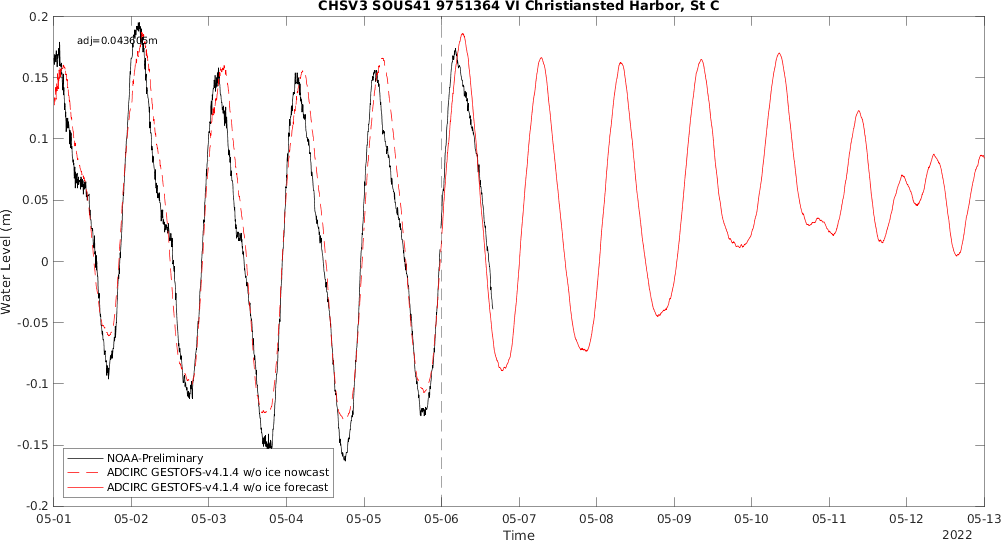 CHSV3 SOUS41 9751364 VI Christiansted Harbor, St C
adj=0.043605m
0.2
0.15
0.1
0.05
0
-0.05
-0.1
-0.15
-0.2
Water Level (m)
NOAA-Preliminary
ADCIRC GESTOFS-v4.1.4 w/o ice nowcast
ADCIRC GESTOFS-v4.1.4 w/o ice forecast
05-01 05-02 05-03 05-04 05-05 05-06 05-07 05-08 05-09 05-10 05-11 05-12 05-13
Time
2022